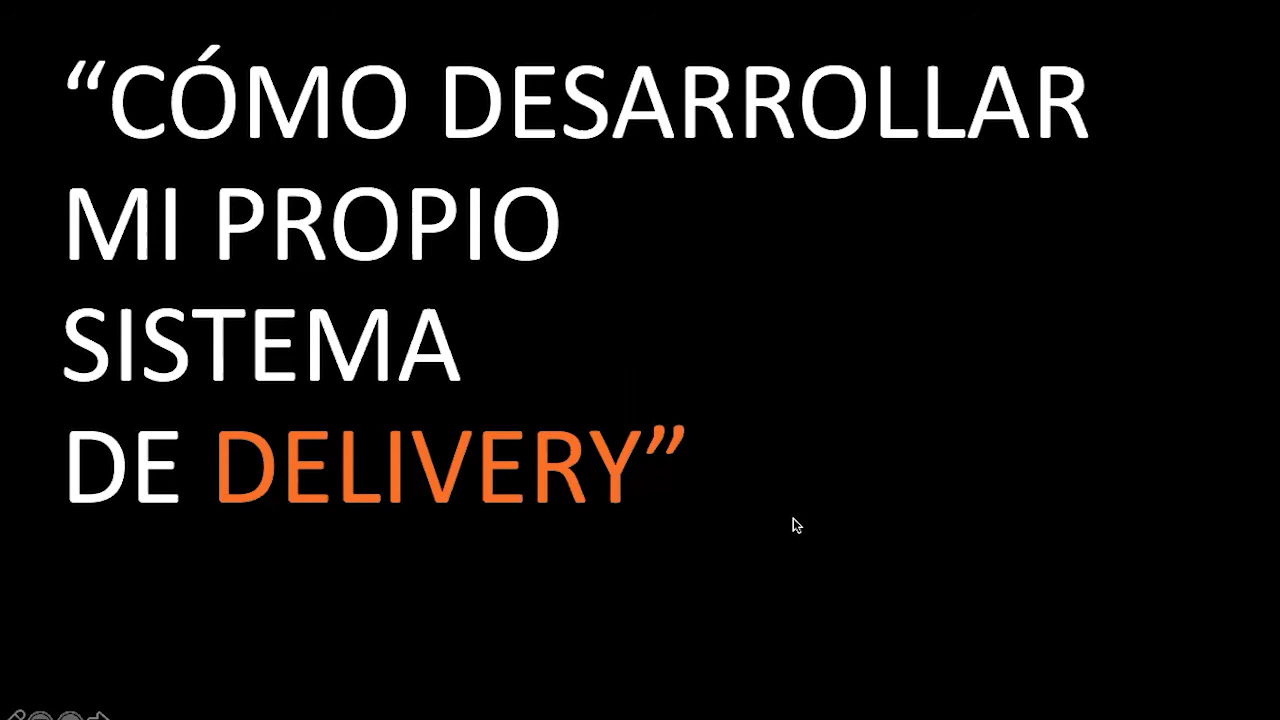 “CÓMO DESARROLLAR
MI PROPIO
SISTEMA
DE DELIVERY”